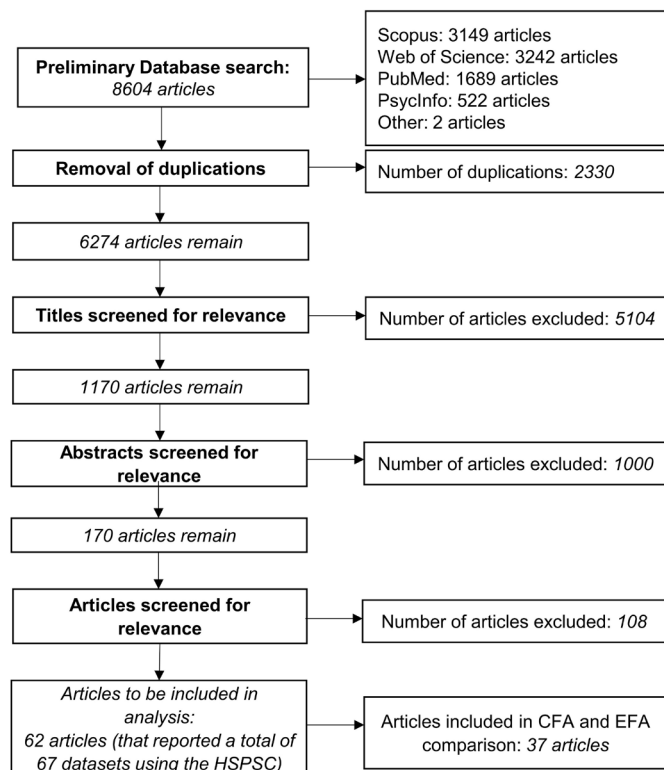 Preliminary Database search:
8604 articles
Scopus: 3149 articles
Web of Science: 3242 articles
PubMed: 1689 articles
PsycInfo: 522 articles
Other: 2 articles
Removal of duplications
Number of duplications: 2330
6274 articles remain
Titles screened for relevance
Number of articles excluded: 5104
1170 articles remain
Abstracts screened for
relevance
Number of articles excluded: 1000
170 articles remain
Articles screened for
relevance
Number of articles excluded: 108
Articles to be included in
analysis:
62 articles (that reported a total of
67 datasets using the HSPSC)
Articles included in CFA and EFA
comparison: 37 articles